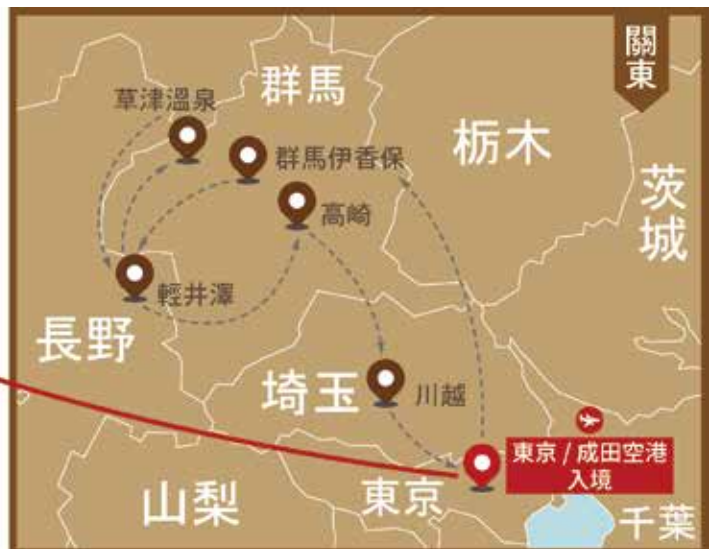 關東
群馬
草津溫泉
群馬伊香保
栃木
茨城
高崎
輕井澤
長野
埼玉
川越
東京 / 成田空港
入境
山梨
東京
千葉